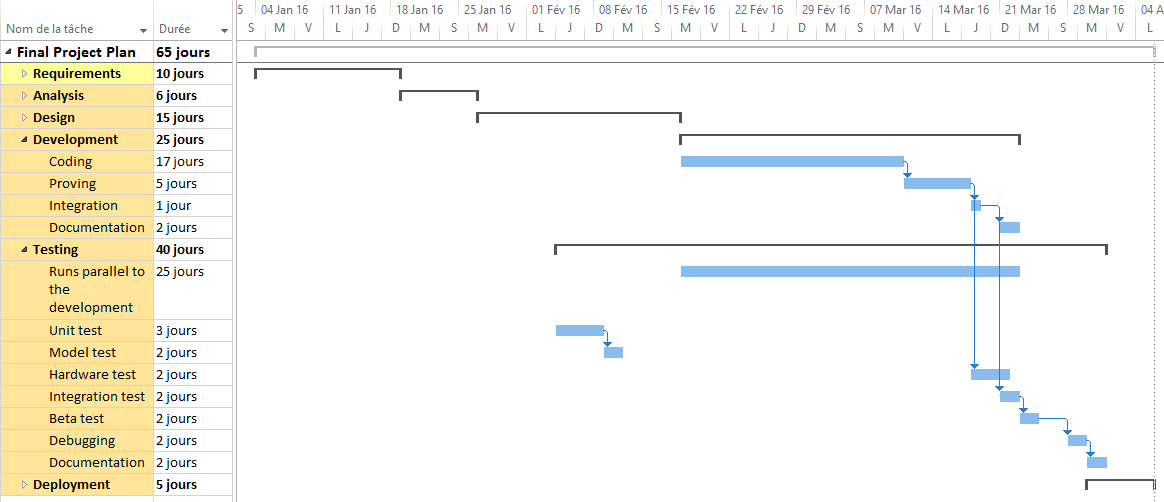 5 04 Jan 16 11 Jan 16 18 Jan 16 25 Jan 16 01 Fév 16 08 Fév 16 15 Fév 16 22 Fév 16 29 Fév 16 07 Mar 16 14 Mar 16 21 Mar 16 28 Mar 16 04 A
Nom de la tâche Durée S M V L J D M S M V L J D M S M V L J D M S M V L J D M S M V L
Final Project Plan 65 jours
Requirements 10 jours
Analysis 6 jours
Design 15 jours
Development 25 jours
Coding 17 jours
Proving 5 jours
Integration 1 jour
Documentation 2 jours
Testing 40 jours
Runs parallel to 25 jours
the
development
Unit test 3 jours
Model test 2 jours
Hardware test 2 jours
Integration test 2 jours
Beta test 2 jours
Debugging 2 jours
Documentation 2 jours
Deployment 5 jours